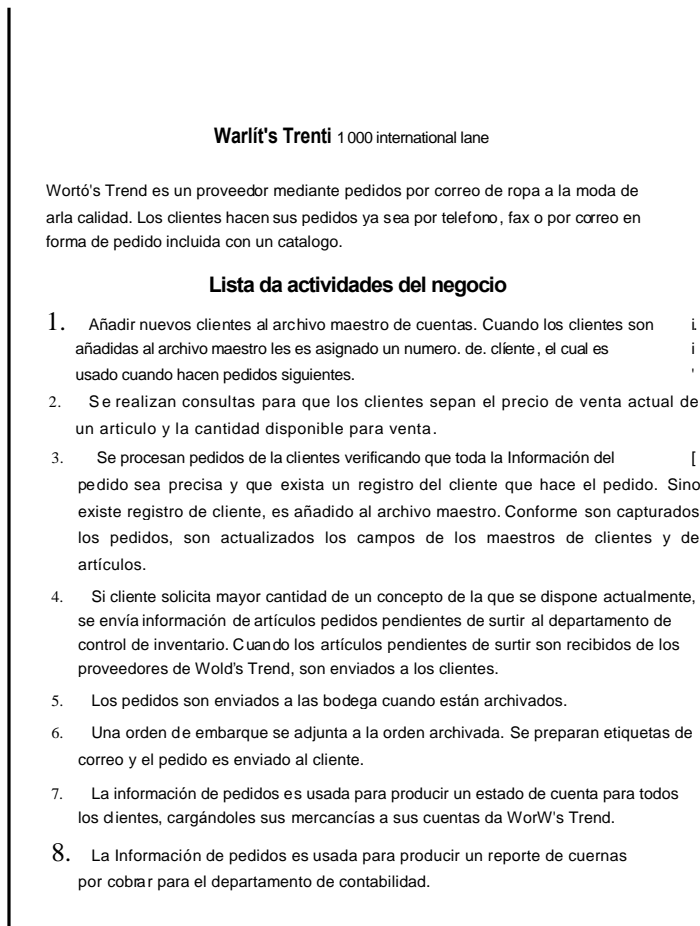 Warlít's Trenti 1 000 international lane
Wortó's Trend es un proveedor mediante pedidos por correo de ropa a la moda de
arla calidad. Los clientes hacen sus pedidos ya sea por telefono, fax o por correo en
forma de pedido incluida con un catalogo.
Lista da actividades del negocio
1. Añadir nuevos clientes al archivo maestro de cuentas. Cuando los clientes son i.
añadidas al archivo maestro les es asignado un numero. de. clíente, el cual es i
usado cuando hacen pedidos siguientes. '
2. Se realizan consultas para que los clientes sepan el precio de venta actual de
un articulo y la cantidad disponible para venta.
3. Se procesan pedidos de la clientes verificando que toda la Información del [
pedido sea precisa y que exista un registro del cliente que hace el pedido. Sino
existe registro de cliente, es añadido al archivo maestro. Conforme son capturados
los pedidos, son actualizados los campos de los maestros de clientes y de
artículos.
4. Si cliente solicita mayor cantidad de un concepto de la que se dispone actualmente,
se envía información de artículos pedidos pendientes de surtir al departamento de
control de inventario. Cuando los artículos pendientes de surtir son recibidos de los
proveedores de Wold's Trend, son enviados a los clientes.
5. Los pedidos son enviados a las bodega cuando están archivados.
6. Una orden de embarque se adjunta a la orden archivada. Se preparan etiquetas de
correo y el pedido es enviado al cliente.
7. La información de pedidos es usada para producir un estado de cuenta para todos
los dientes, cargándoles sus mercancías a sus cuentas da WorW's Trend.
8. La Información de pedidos es usada para producir un reporte de cuernas
por cobrar para el departamento de contabilidad.